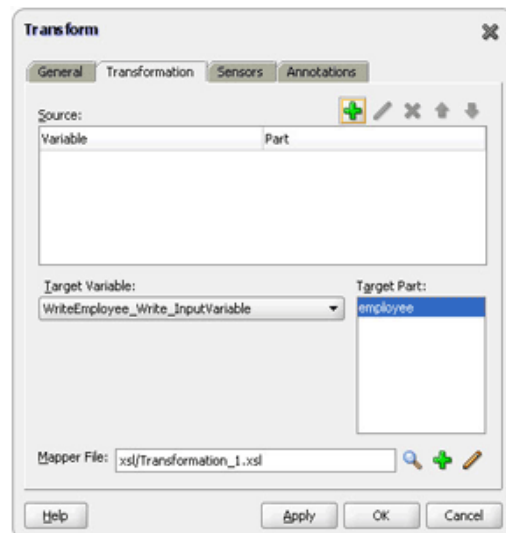 Transform
General Transformation Sensors Annotations
Source:
Variable Part
Target Variable: Target Part:
WriteEmployee_Write_InputVariable employee
Mapper File: xsl/Transformation_1.xsl
Help Apply OK Cancel